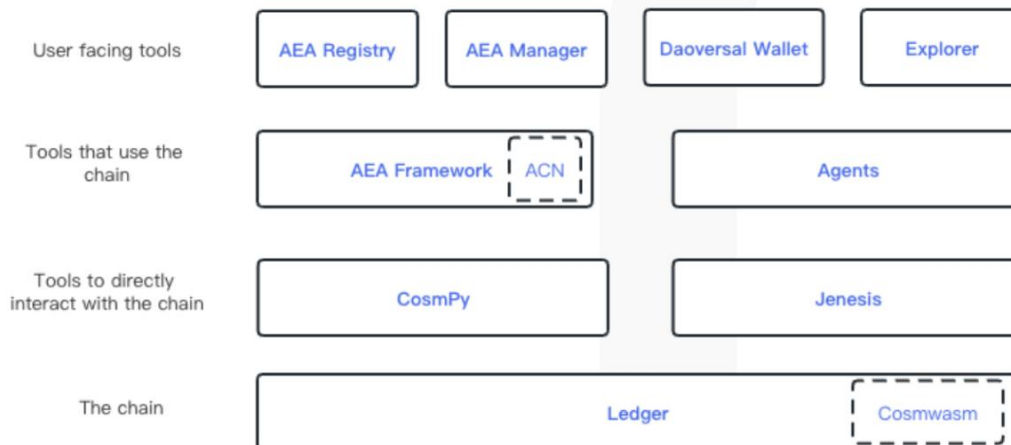 User facing tools
AEA Registry
AEA Manager
Daoversal Wallet
Explorer
Tools that use the
chain
AEA Framework
ACN
Agents
Tools to directly
interact with the chain
CosmPy
Jenesis
The chain
Ledger
Cosmwasm